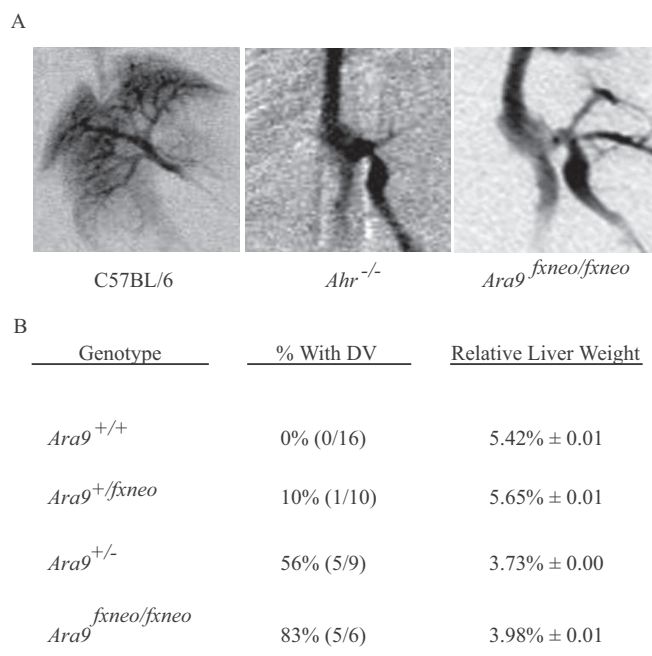 A
C57BL/6 Ahr -/- Ara9 fxneo/fxneo
B
Genotype % With DV Relative Liver Weight
Ara9 +/+ 0% (0/16) 5.42% ± 0.01
Ara9 +/fxneo 10% (1/10) 5.65% ± 0.01
Ara9 +/- 56% (5/9) 3.73% ± 0.00
Ara9 fxneo/fxneo 83% (5/6) 3.98% ± 0.01